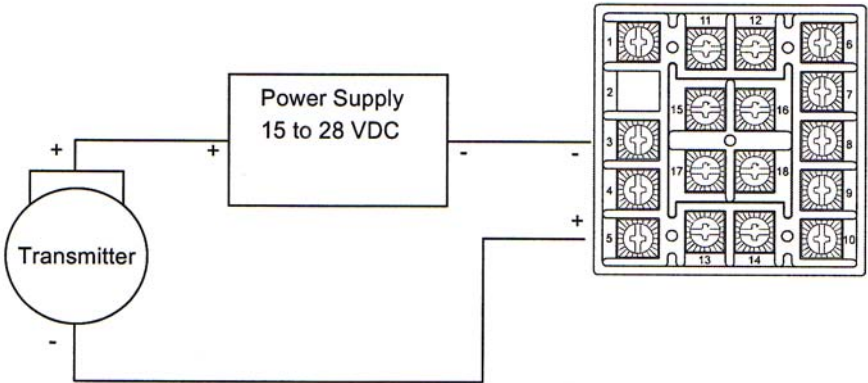 11 12
1 6
2 7
15 16
3 8
17 18
4 9
5 10
13 14
Power Supply
15 to 28 VDC
+ + - -
+
Transmitter
-